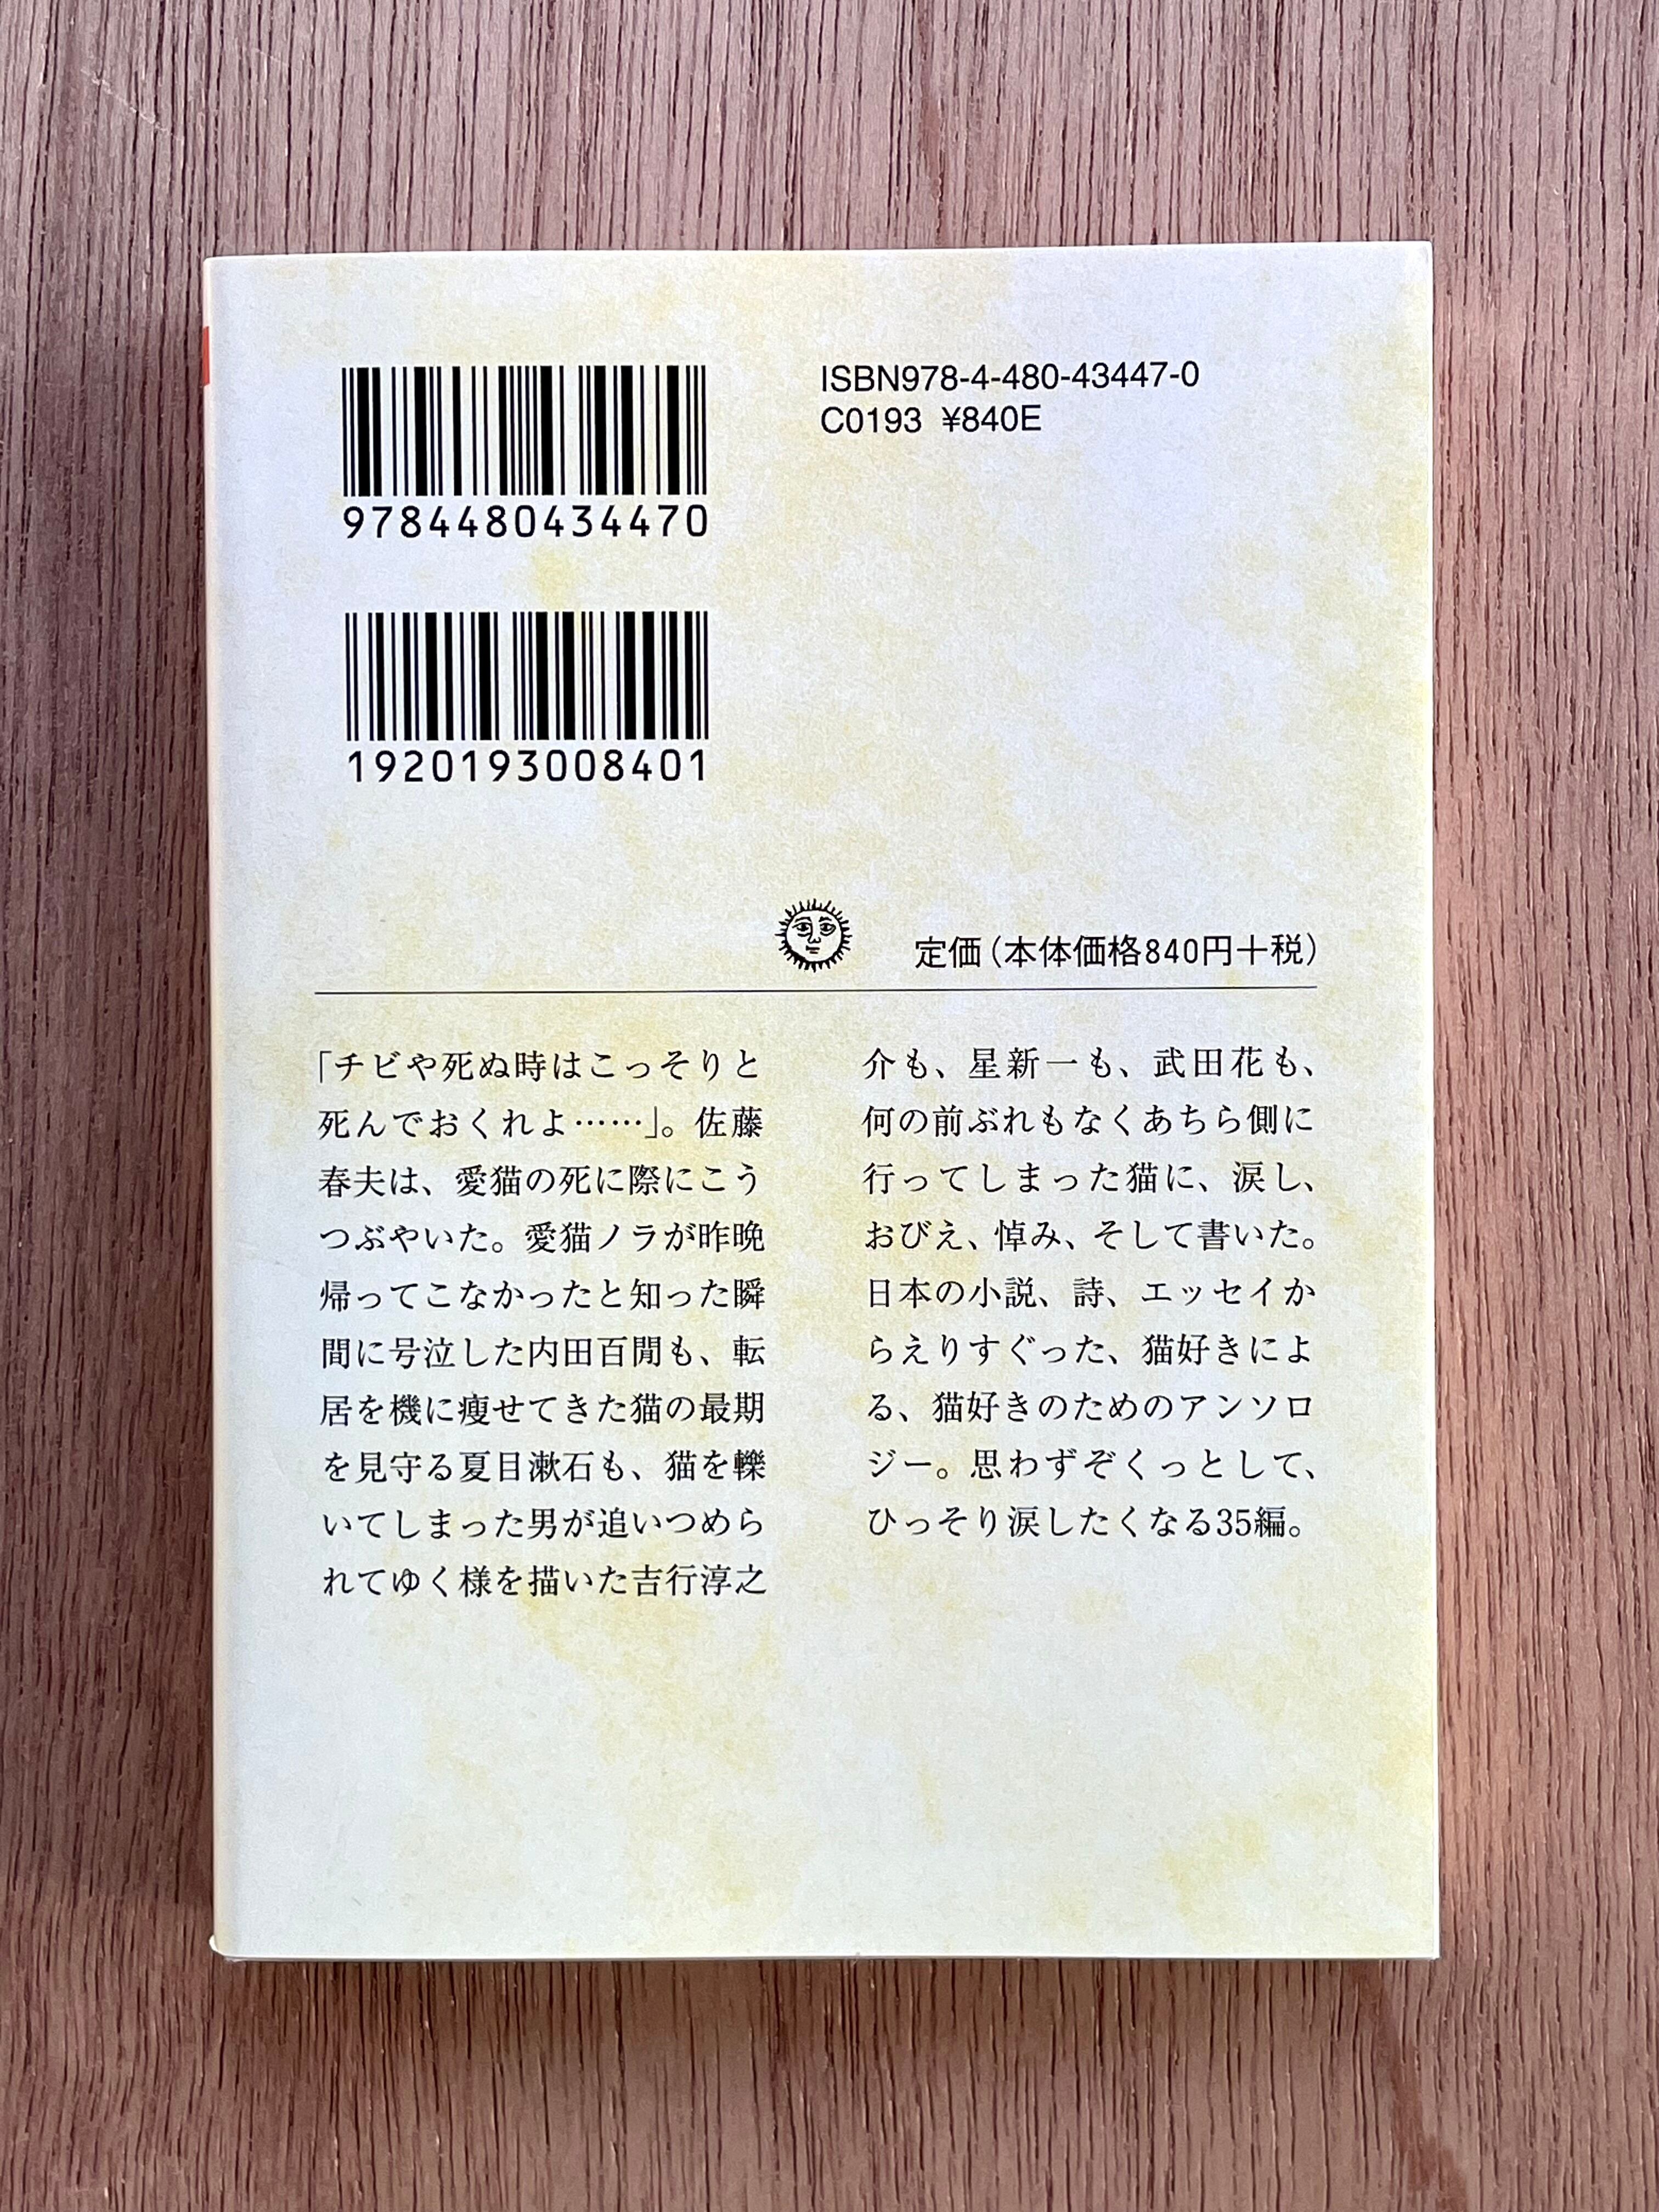 ISBN978-4-480-43447-0
C0193 ¥840E
9784480434470
1920193008401
定価(本体価格840円十税)
「チビや死ぬ時はこっそりと
死んでおくれよ……」。佐藤
春夫は、愛猫の死に際にこう
つぶやいた。愛猫ノラが昨晩
帰ってこなかったと知った瞬
間に号泣した内田百閒も、転
居を機に痩せてきた猫の最期
を見守る夏目漱石も、猫を轢
いてしまった男が追いつめら
れてゆく様を描いた吉行淳之
介も、星新一も、武田花も、
何の前ぶれもなくあちら側に
行ってしまった猫に、涙し、
おびえ、悼み、そして書いた。
日本の小説、詩、エッセイか
らえりすぐった、猫好きによ
る、猫好きのためのアンソロ
ジー。思わずぞくっとして、
ひっそり涙したくなる35編。